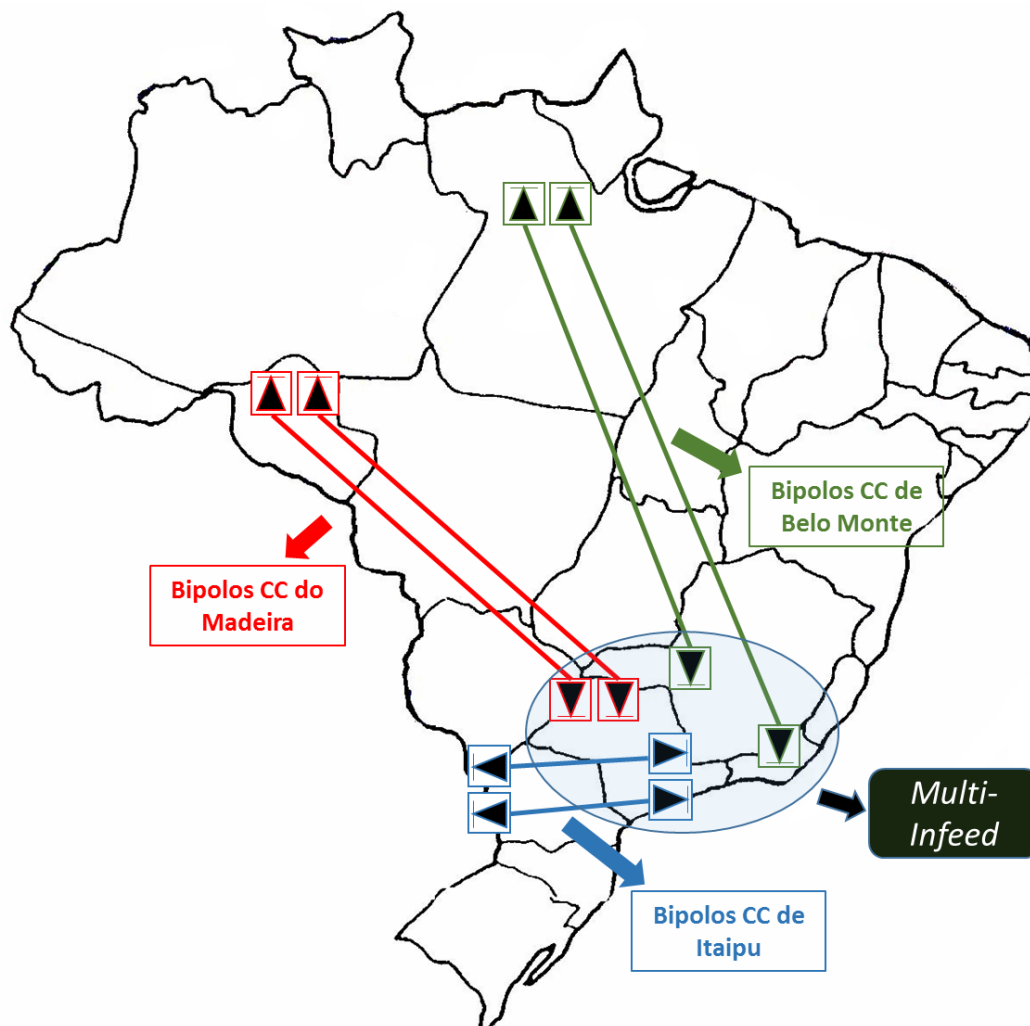 Bipolos CC de
Belo Monte
Bipolos CC do
Madeira
Multi-
Infeed
Bipolos CC de
Itaipu